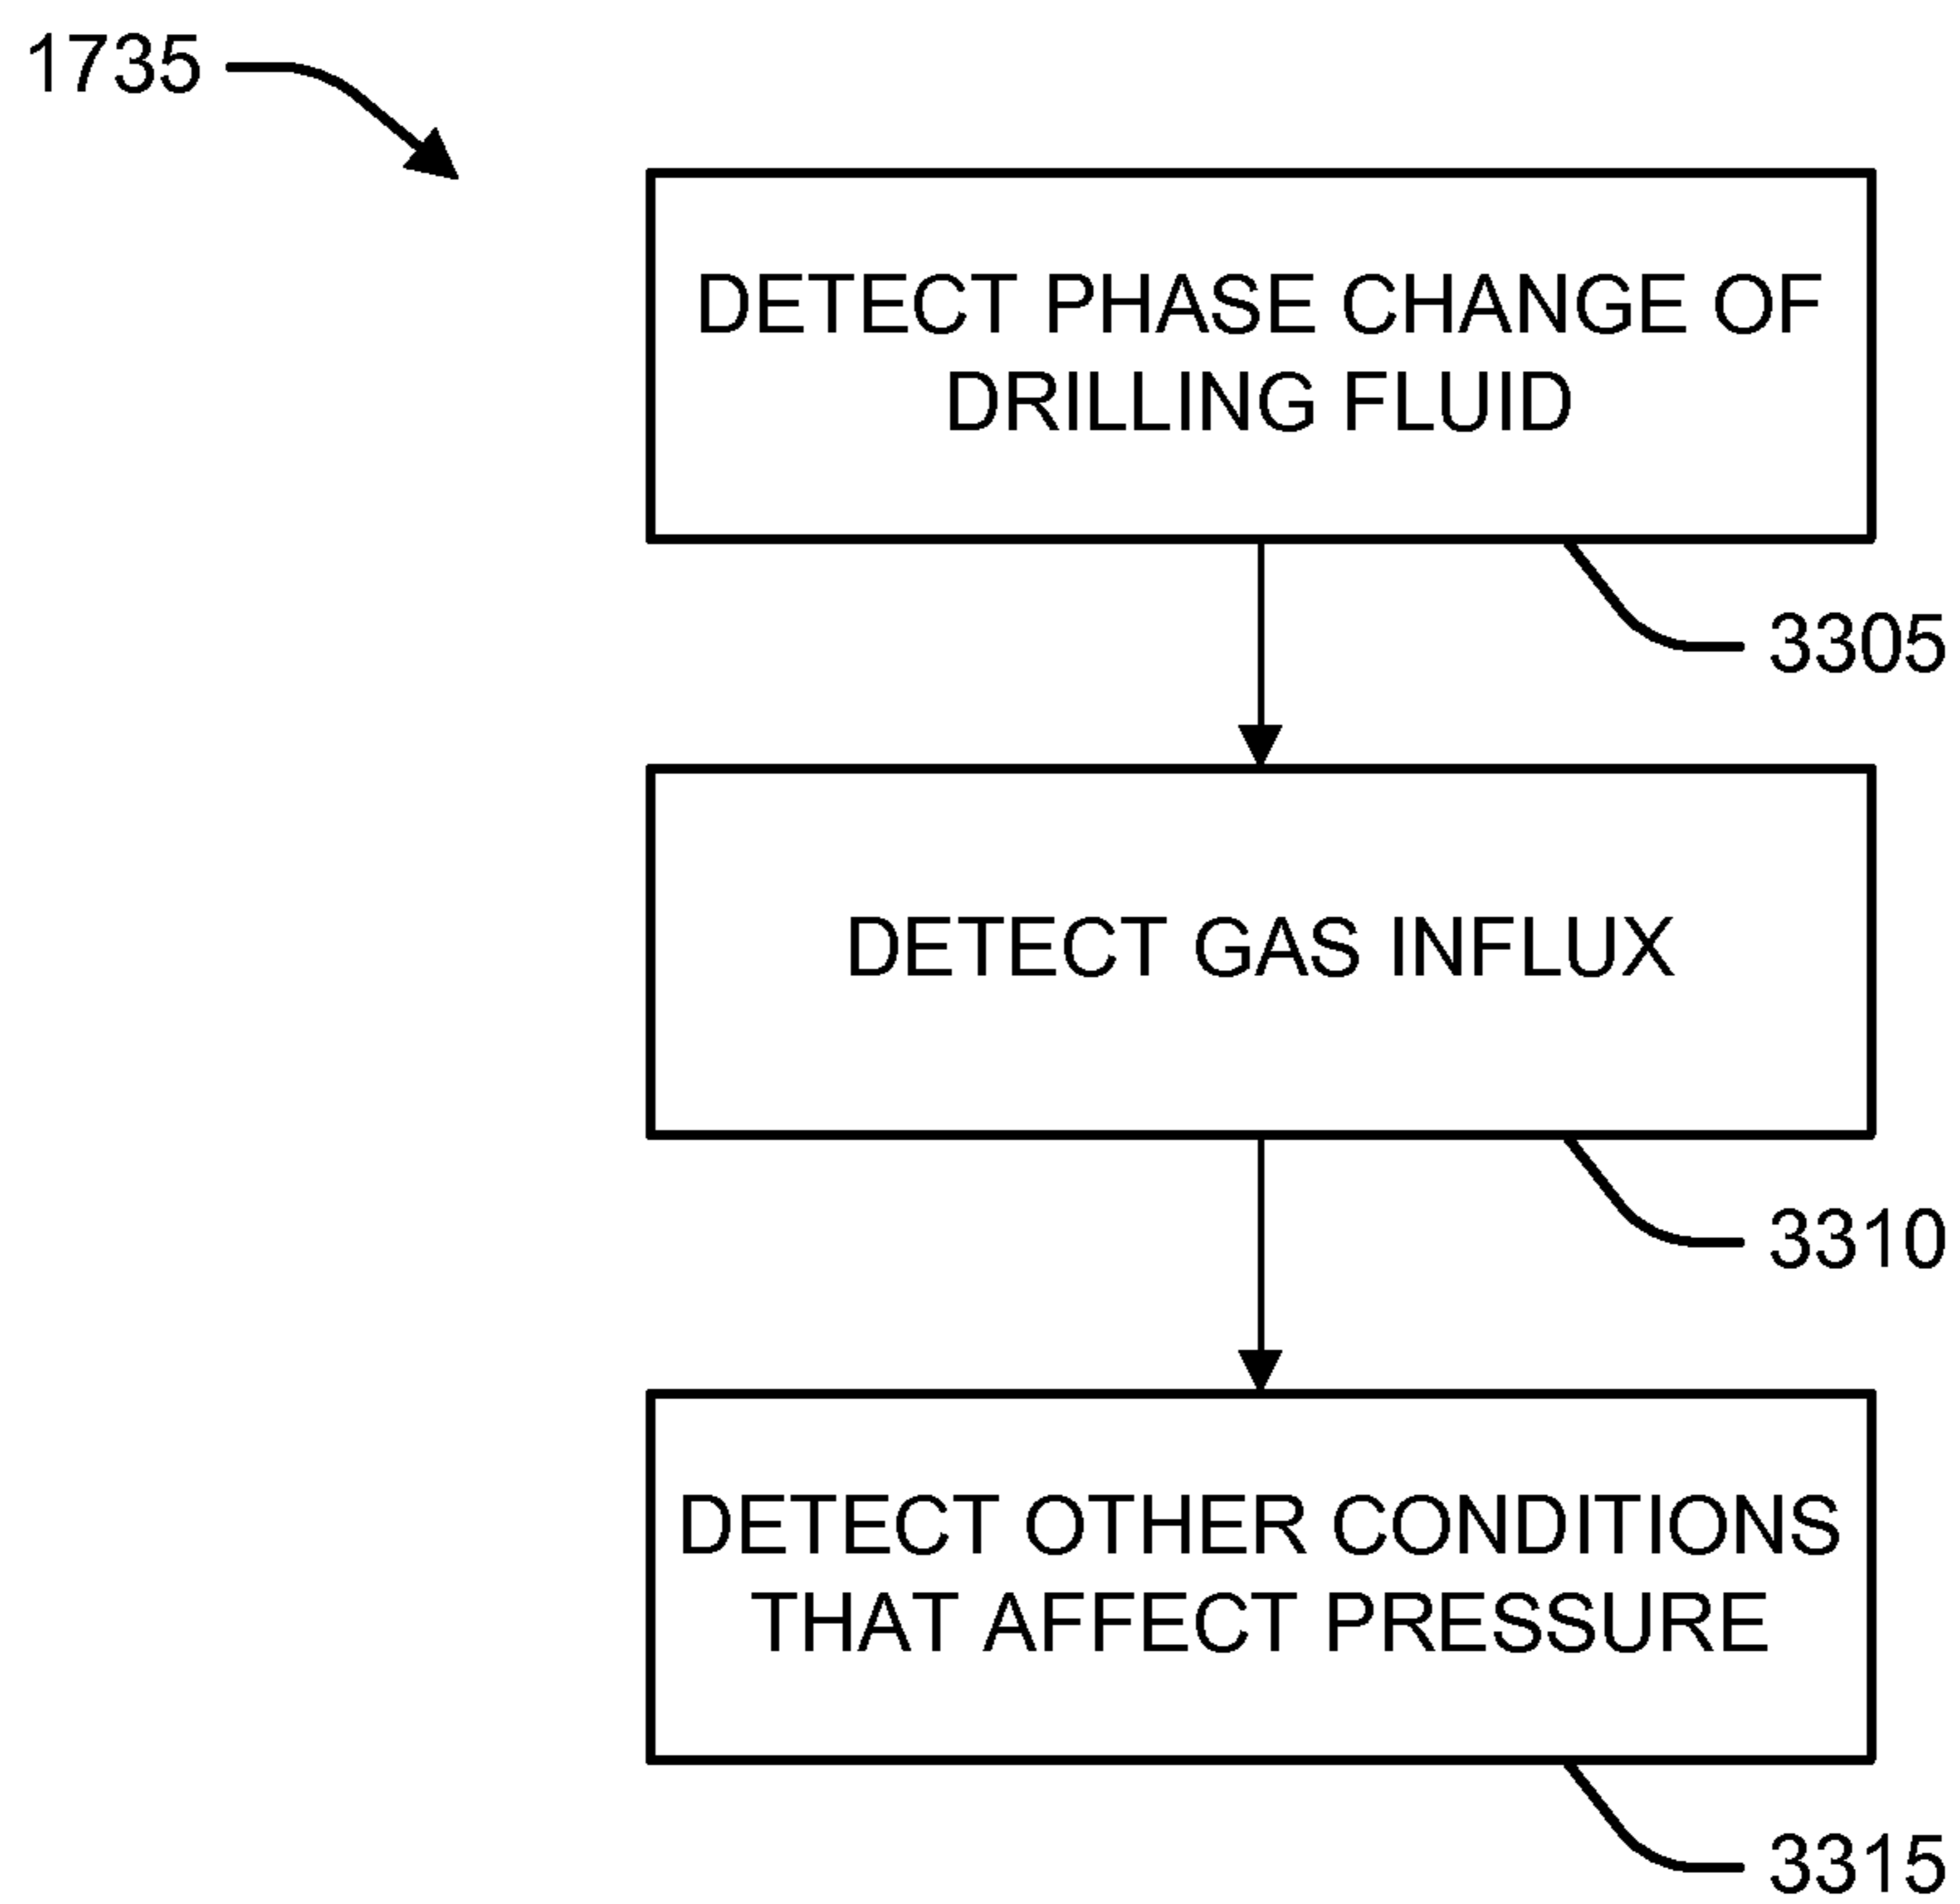 1735
DETECT PHASE CHANGE OF
DRILLING FLUID
3305
DETECT GAS INFLUX
3310
DETECT OTHER CONDITIONS
THAT AFFECT PRESSURE
3315